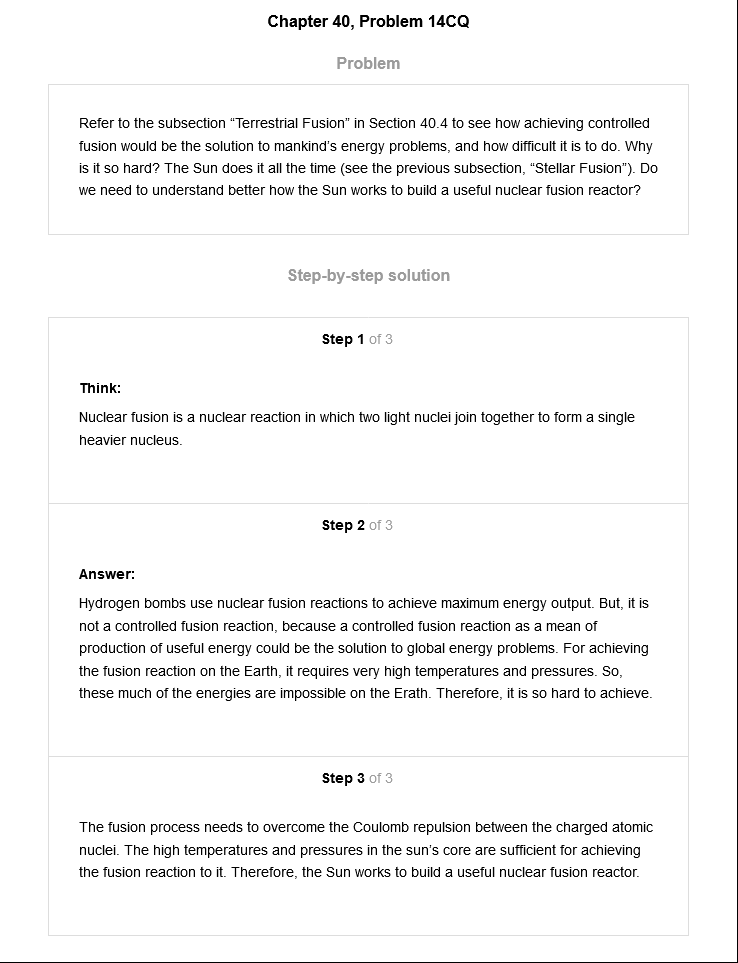 Chapter 40, Problem 14CQ
Problem
Refer to the subsection “Terrestrial Fusion” in Section 40.4 to see how achieving controlled
fusion would be the solution to mankind’s energy problems, and how difficult it is to do. Why
is it so hard? The Sun does it all the time (see the previous subsection, “Stellar Fusion”). Do
we need to understand better how the Sun works to build a useful nuclear fusion reactor?
Step-by-step solution
Step 1 of 3
Think:
Nuclear fusion is a nuclear reaction in which two light nuclei join together to form a single
heavier nucleus.
Step 2 of 3
Answer:
Hydrogen bombs use nuclear fusion reactions to achieve maximum energy output. But, it is
not a controlled fusion reaction, because a controlled fusion reaction as a mean of
production of useful energy could be the solution to global energy problems. For achieving
the fusion reaction on the Earth, it requires very high temperatures and pressures. So,
these much of the energies are impossible on the Erath. Therefore, it is so hard to achieve.
Step 3 of 3
The fusion process needs to overcome the Coulomb repulsion between the charged atomic
nuclei. The high temperatures and pressures in the sun’s core are sufficient for achieving
the fusion reaction to it. Therefore, the Sun works to build a useful nuclear fusion reactor.